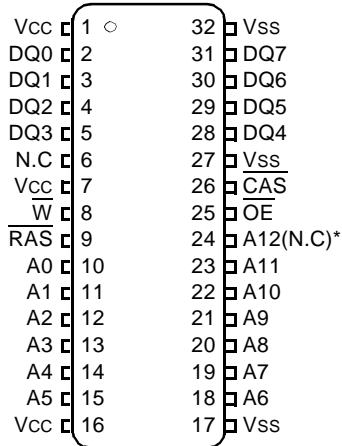 Vcc 1 32 Vss
DQ0 2 31 DQ7
DQ1 3 30 DQ6
DQ2 4 29 DQ5
DQ3 5 28 DQ4
N.C 6 27 Vss
Vcc 7 26 CAS
W 8 25 OE
RAS 9 24 A12(N.C)*
A0 10 23 A11
A1 11 22 A10
A2 12 21 A9
A3 13 20 A8
A4 14 19 A7
A5 15 18 A6
Vcc 16 17 Vss